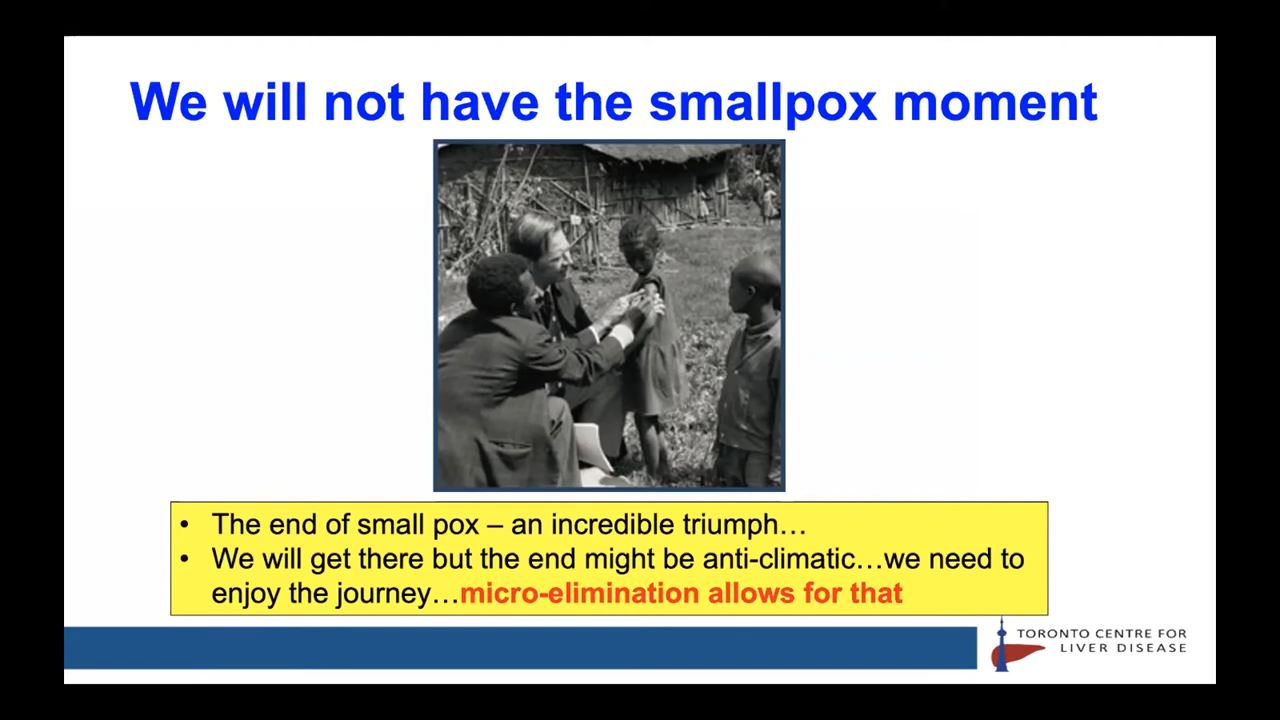 We will not have the smallpox moment
• The end of small pox – an incredible triumph…
• We will get there but the end might be anti-climatic…we need to
enjoy the journey…micro-elimination allows for that
TORONTO CENTRE FOR
LIVER DISEASE